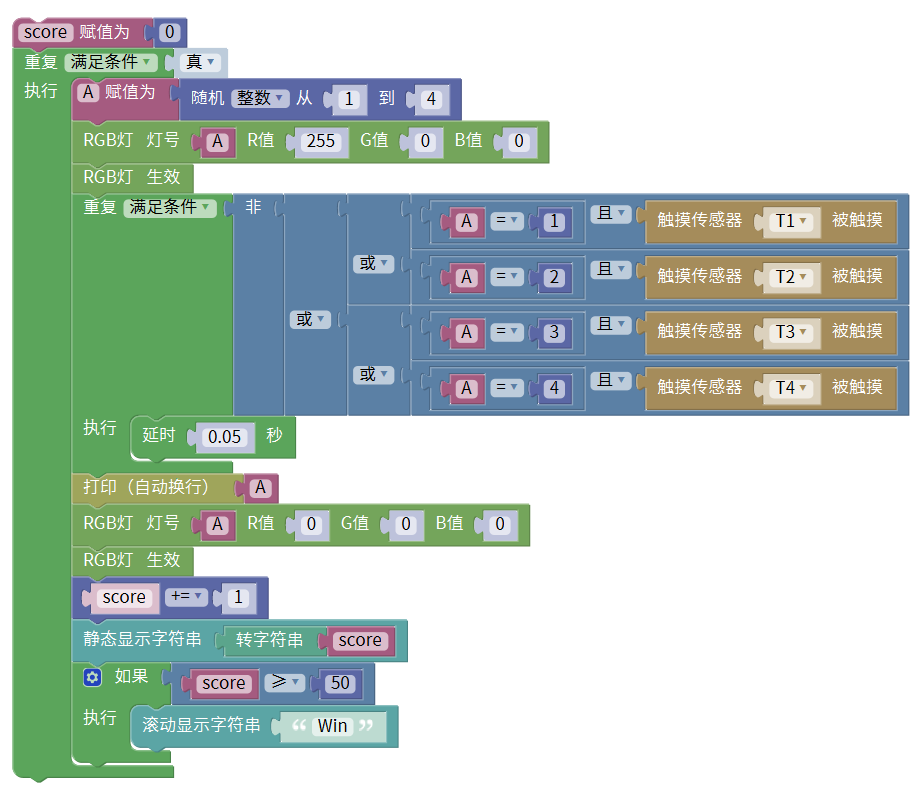 score 赋值为 0
重复 满足条件 真
执行 A 赋值为 随机 整数 从 1 到 4
RGB灯 灯号 A R值 255 G值 0 B值 0
RGB灯 生效
重复 满足条件 非 A = 1 且 触摸传感器 T1 被触摸
或
A = 2 且 触摸传感器 T2 被触摸
或
A = 3 且 触摸传感器 T3 被触摸
或
A = 4 且 触摸传感器 T4 被触摸
执行 延时 0.05 秒
打印（自动换行） A
RGB灯 灯号 A R值 0 G值 0 B值 0
RGB灯 生效
score += 1
静态显示字符串 转字符串 score
如果 score ≥ 50
执行 滚动显示字符串 “ Win ”